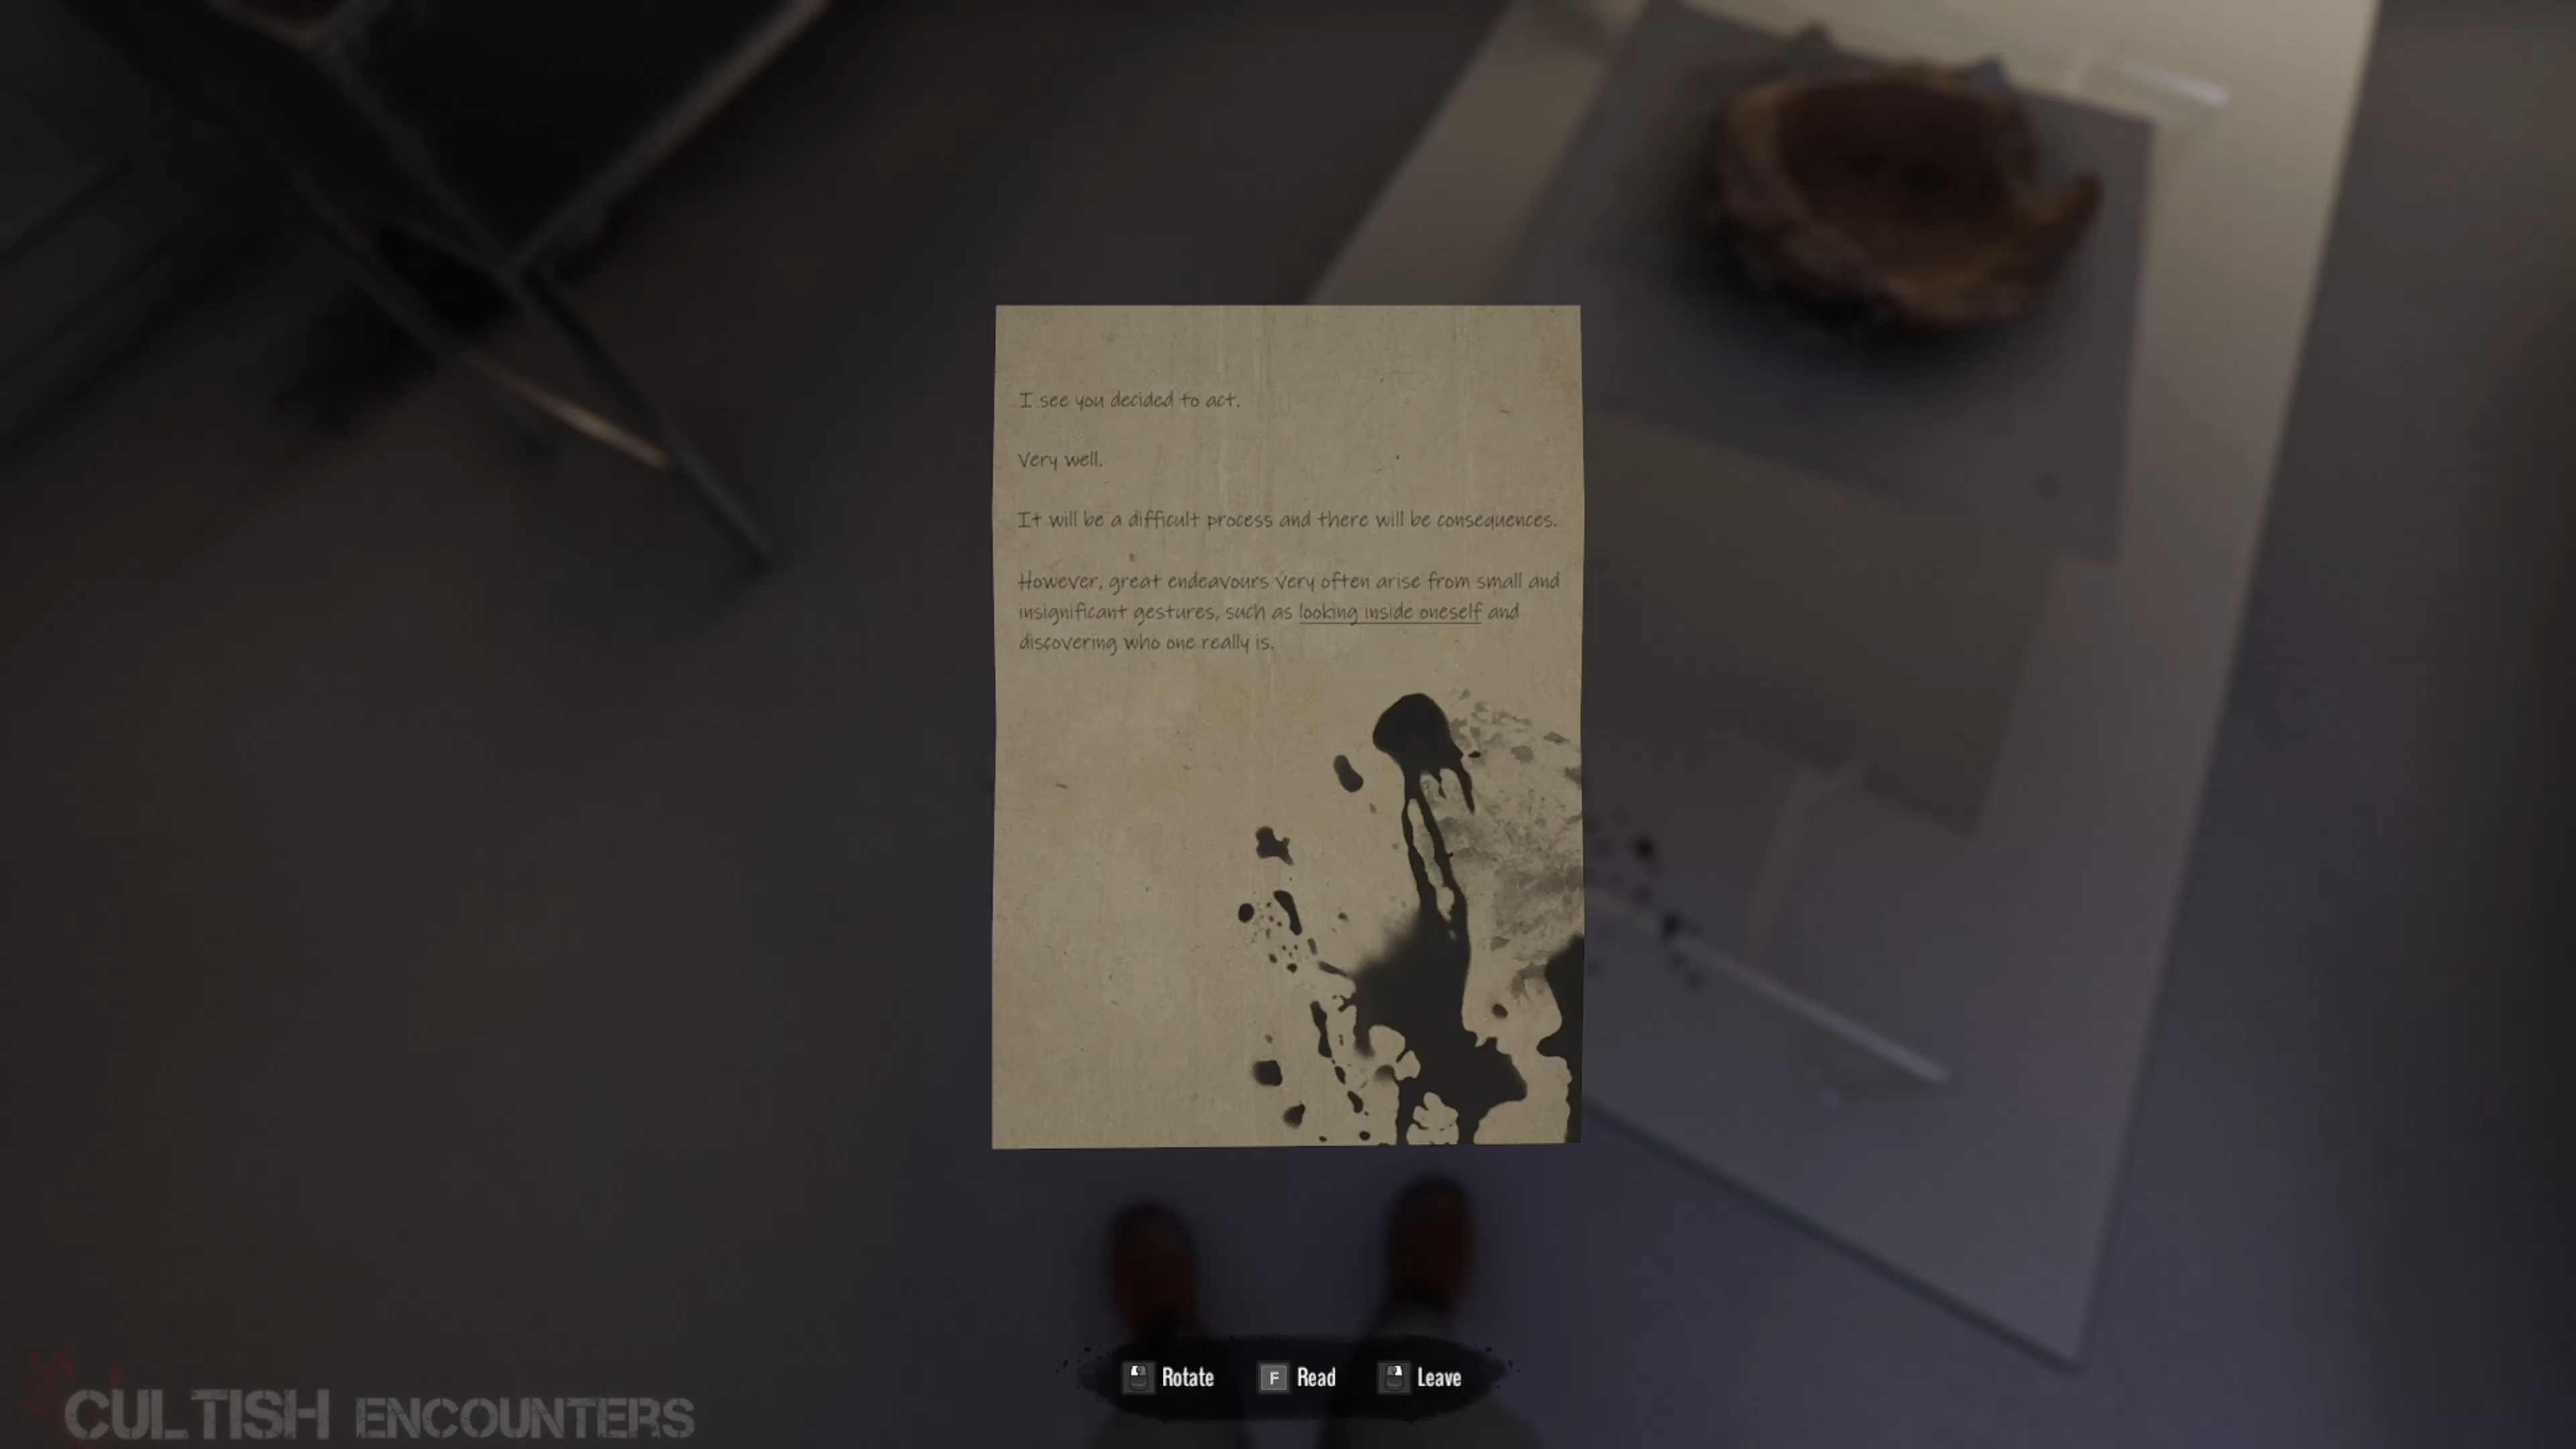 I see you decided to act.
Very well.
It will be a difficult process and there will be consequences.
However, great endeavours very often arise from small and
insignificant gestures, such as looking inside oneself and
discovering who one really is.
Rotate F Read Leave
CULTISH ENCOUNTERS